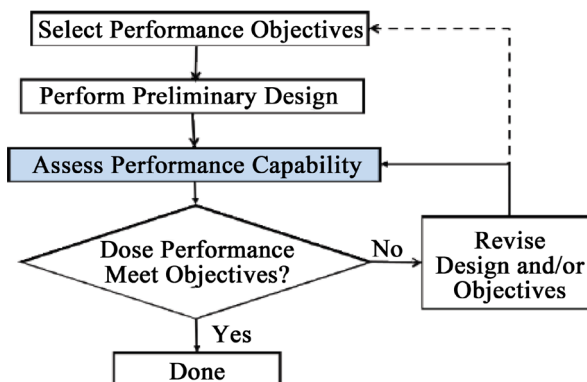 Select Performance Objectives
Perform Preliminary Design
Assess Performance Capability
Dose Performance
Meet Objectives?
No
Revise
Design and/or
Objectives
Yes
Done